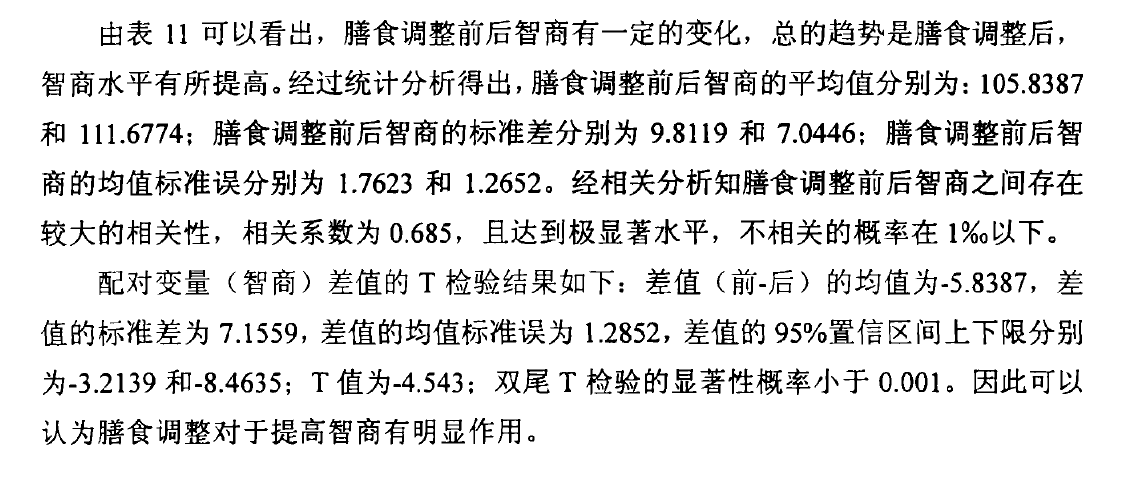 由表 11 可以看出，膳食调整前后智商有一定的变化，总的趋势是膳食调整后，
智商水平有所提高。经过统计分析得出，膳食调整前后智商的平均值分别为：105.8387
和 111.6774；膳食调整前后智商的标准差分别为 9.8119 和 7.0446；膳食调整前后智
商的均值标准误分别为 1.7623 和 1.2652。经相关分析知膳食调整前后智商之间存在
较大的相关性，相关系数为 0.685，且达到极显著水平，不相关的概率在 1‰以下。
配对变量（智商）差值的 T 检验结果如下：差值（前-后）的均值为-5.8387，差
值的标准差为 7.1559，差值的均值标准误为 1.2852，差值的 95%置信区间上下限分别
为-3.2139 和-8.4635；T 值为-4.543；双尾 T 检验的显著性概率小于 0.001。因此可以
认为膳食调整对于提高智商有明显作用。